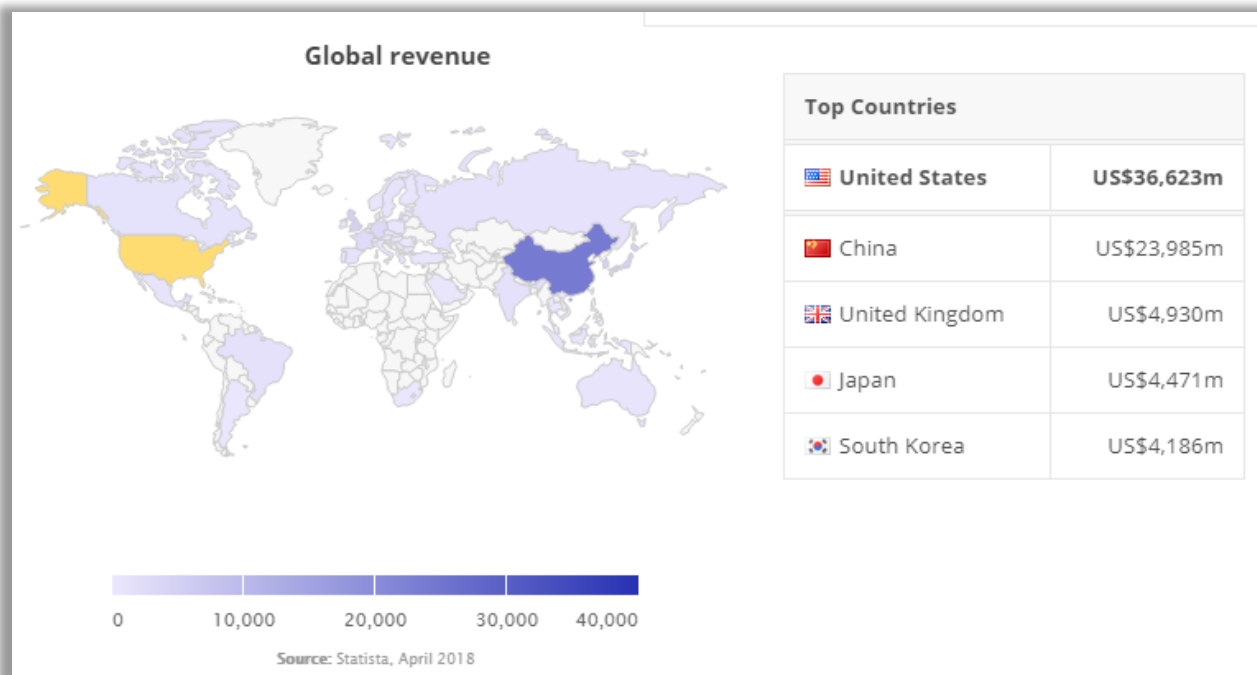 Global revenue
Top Countries
United States US$36,623m
China US$23,985m
United Kingdom US$4,930m
Japan US$4,471m
South Korea US$4,186m
0 10,000 20,000 30,000 40,000
Source: Statista, April 2018